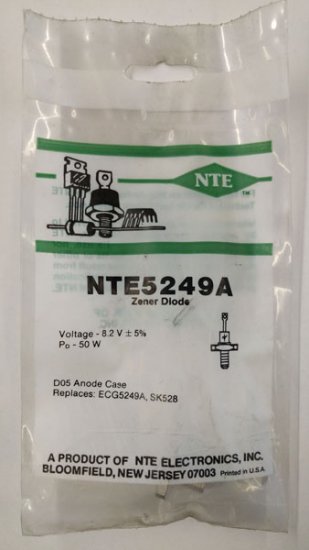 NTE
TM
NTE5249A
Zener Diode
Voltage - 8.2 V ± 5%
PD - 50 W
D05 Anode Case
Replaces: ECG5249A, SK528
A PRODUCT OF NTE ELECTRONICS, INC.
BLOOMFIELD, NEW JERSEY 07003 Printed in U.S.A.